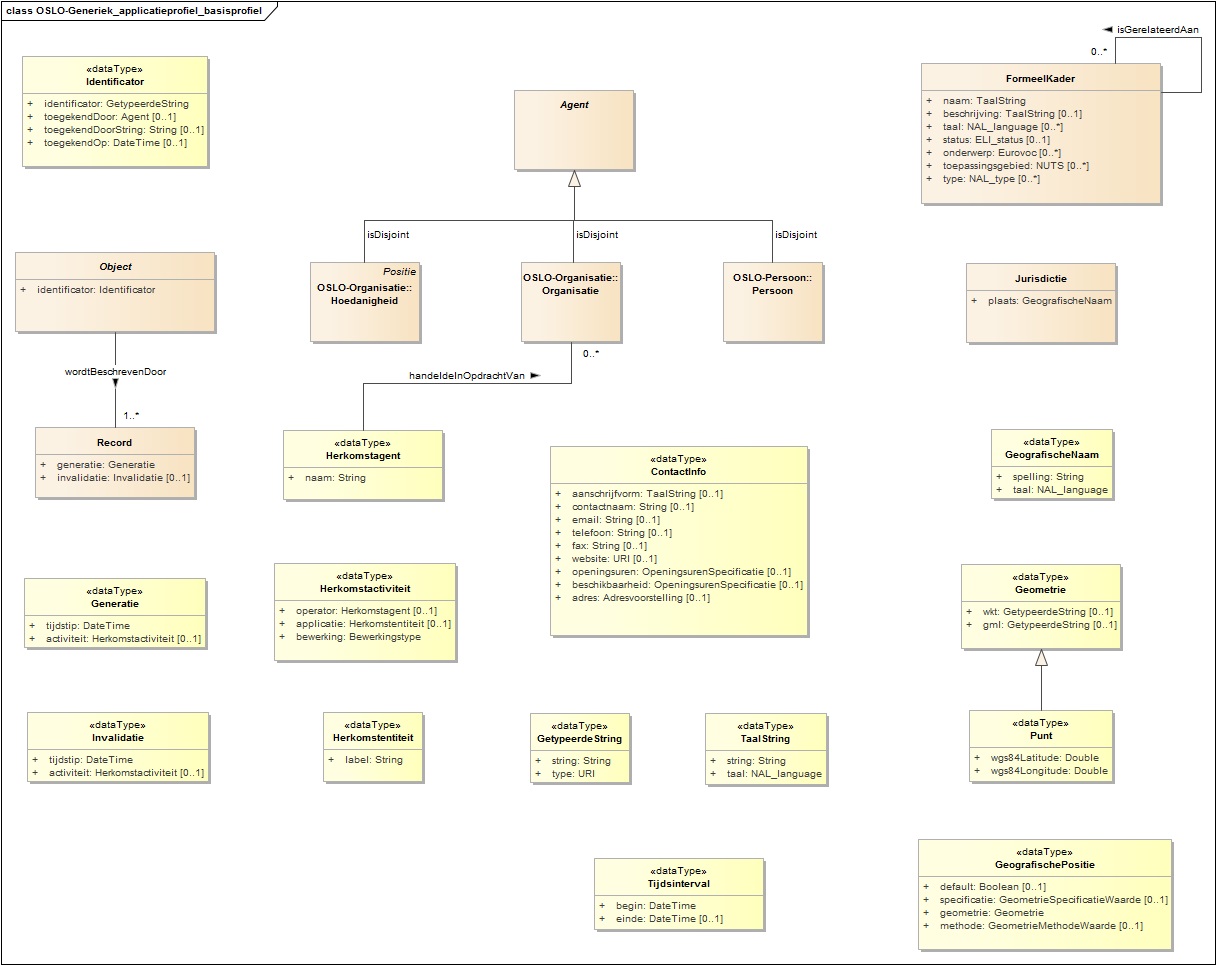 class OSLO-Generiek_applicatieprofiel_basisprofiel
«dataType»
Identificator
+ identificator: GetypeerdeString
+ toegekendDoor: Agent [0..1]
+ toegekendDoorString: String [0..1]
+ toegekendOp: DateTime [0..1]
Agent
isGerelateerdAan
0..*
FormeelKader
+ naam: TaalString
+ beschrijving: TaalString [0..1]
+ taal: NAL_language [0..*]
+ status: ELI_status [0..1]
+ onderwerp: Eurovoc [0..*]
+ toepassingsgebied: NUTS [0..*]
+ type: NAL_type [0..*]
isDisjoint
isDisjoint
isDisjoint
Object
+ identificator: Identificator
Positie
OSLO-Organisatie::
Hoedanigheid
OSLO-Organisatie::
Organisatie
OSLO-Persoon::
Persoon
Jurisdictie
+ plaats: GeografischeNaam
0..*
wordtBeschrevenDoor
handeldeInOpdrachtVan
1..*
Record
+ generatie: Generatie
+ invalidatie: Invalidatie [0..1]
«dataType»
Herkomstagent
+ naam: String
«dataType»
ContactInfo
+ aanschrijfvorm: TaalString [0..1]
+ contactnaam: String [0..1]
+ email: String [0..1]
+ telefoon: String [0..1]
+ fax: String [0..1]
+ website: URI [0..1]
+ openingsuren: OpeningsurenSpecificatie [0..1]
+ beschikbaarheid: OpeningsurenSpecificatie [0..1]
+ adres: Adresvoorstelling [0..1]
«dataType»
GeografischeNaam
+ spelling: String
+ taal: NAL_language
«dataType»
Generatie
+ tijdstip: DateTime
+ activiteit: Herkomstactiviteit [0..1]
«dataType»
Herkomstactiviteit
+ operator: Herkomstagent [0..1]
+ applicatie: Herkomstentiteit [0..1]
+ bewerking: Bewerkingstype
«dataType»
Geometrie
+ wkt: GetypeerdeString [0..1]
+ gml: GetypeerdeString [0..1]
«dataType»
Invalidatie
+ tijdstip: DateTime
+ activiteit: Herkomstactiviteit [0..1]
«dataType»
Herkomstentiteit
+ label: String
«dataType»
GetypeerdeString
+ string: String
+ type: URI
«dataType»
TaalString
+ string: String
+ taal: NAL_language
«dataType»
Punt
+ wgs84Latitude: Double
+ wgs84Longitude: Double
«dataType»
Tijdsinterval
+ begin: DateTime
+ einde: DateTime [0..1]
«dataType»
GeografischePositie
+ default: Boolean [0..1]
+ specificatie: GeometrieSpecificatieWaarde [0..1]
+ geometrie: Geometrie
+ methode: GeometrieMethodeWaarde [0..1]